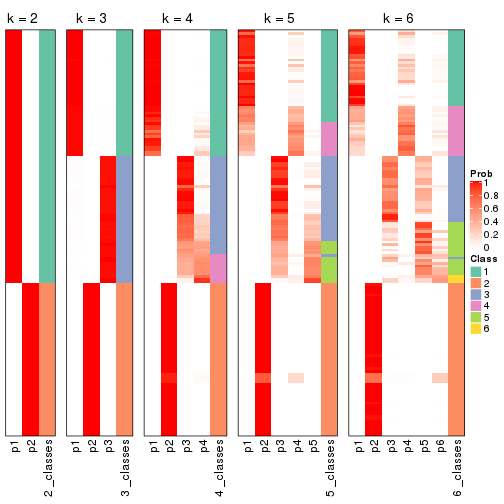 k = 2
k = 3
k = 4
k = 5
k = 6
Prob
1
0.8
0.6
0.4
0.2
0
Class
1
2
3
4
5
6
p1
p2
2_classes
p1
p2
p3
3_classes
p1
p2
p3
p4
4_classes
p1
p2
p3
p4
p5
5_classes
p1
p2
p3
p4
p5
p6
6_classes